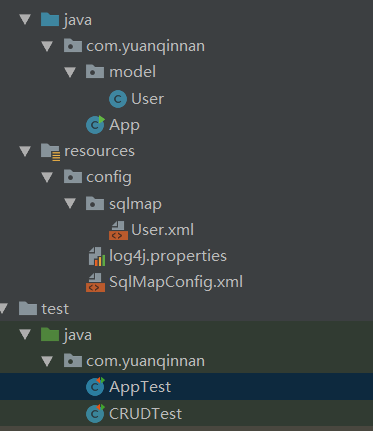 java
com.yuanqinnan
model
User
App
resources
config
sqlmap
User.xml
log4j.properties
SqlMapConfig.xml
test
java
com.yuanqinnan
AppTest
CRUDTest